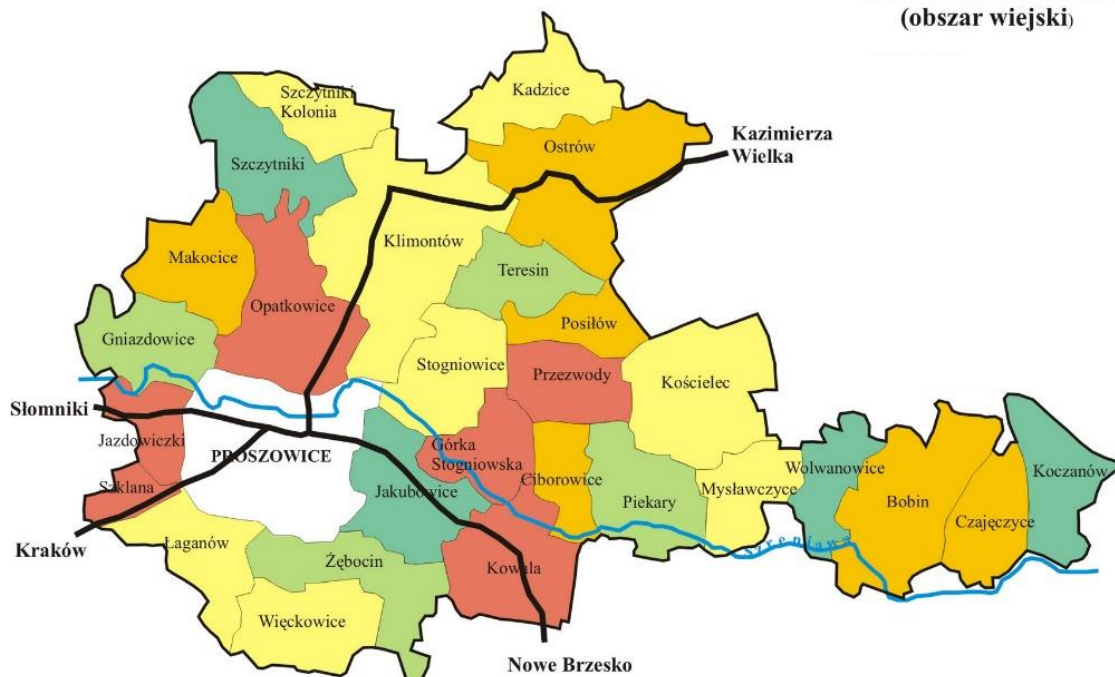 (obszar wiejski)
Szczytniki
Kolonia
Kadzice
Kazimierza
Wielka
Ostrów
Szczytniki
Klimontów
Makocice
Teresin
Opatkowice
Posiłów
Gniazdowice
Stogniowice
Przezwody
Kościelec
Słomniki
Jazdowiczki
PROSZOWICE
Górka
Stogniowska
Wolwanowice
Koczanów
Szklana
Jakubowice
Ciborowice
Piekary
Mysławczyce
Bobin
Czajęczyce
Kraków
Łaganów
Żębocin
Kowala
Szreniawa
Więckowice
Nowe Brzesko